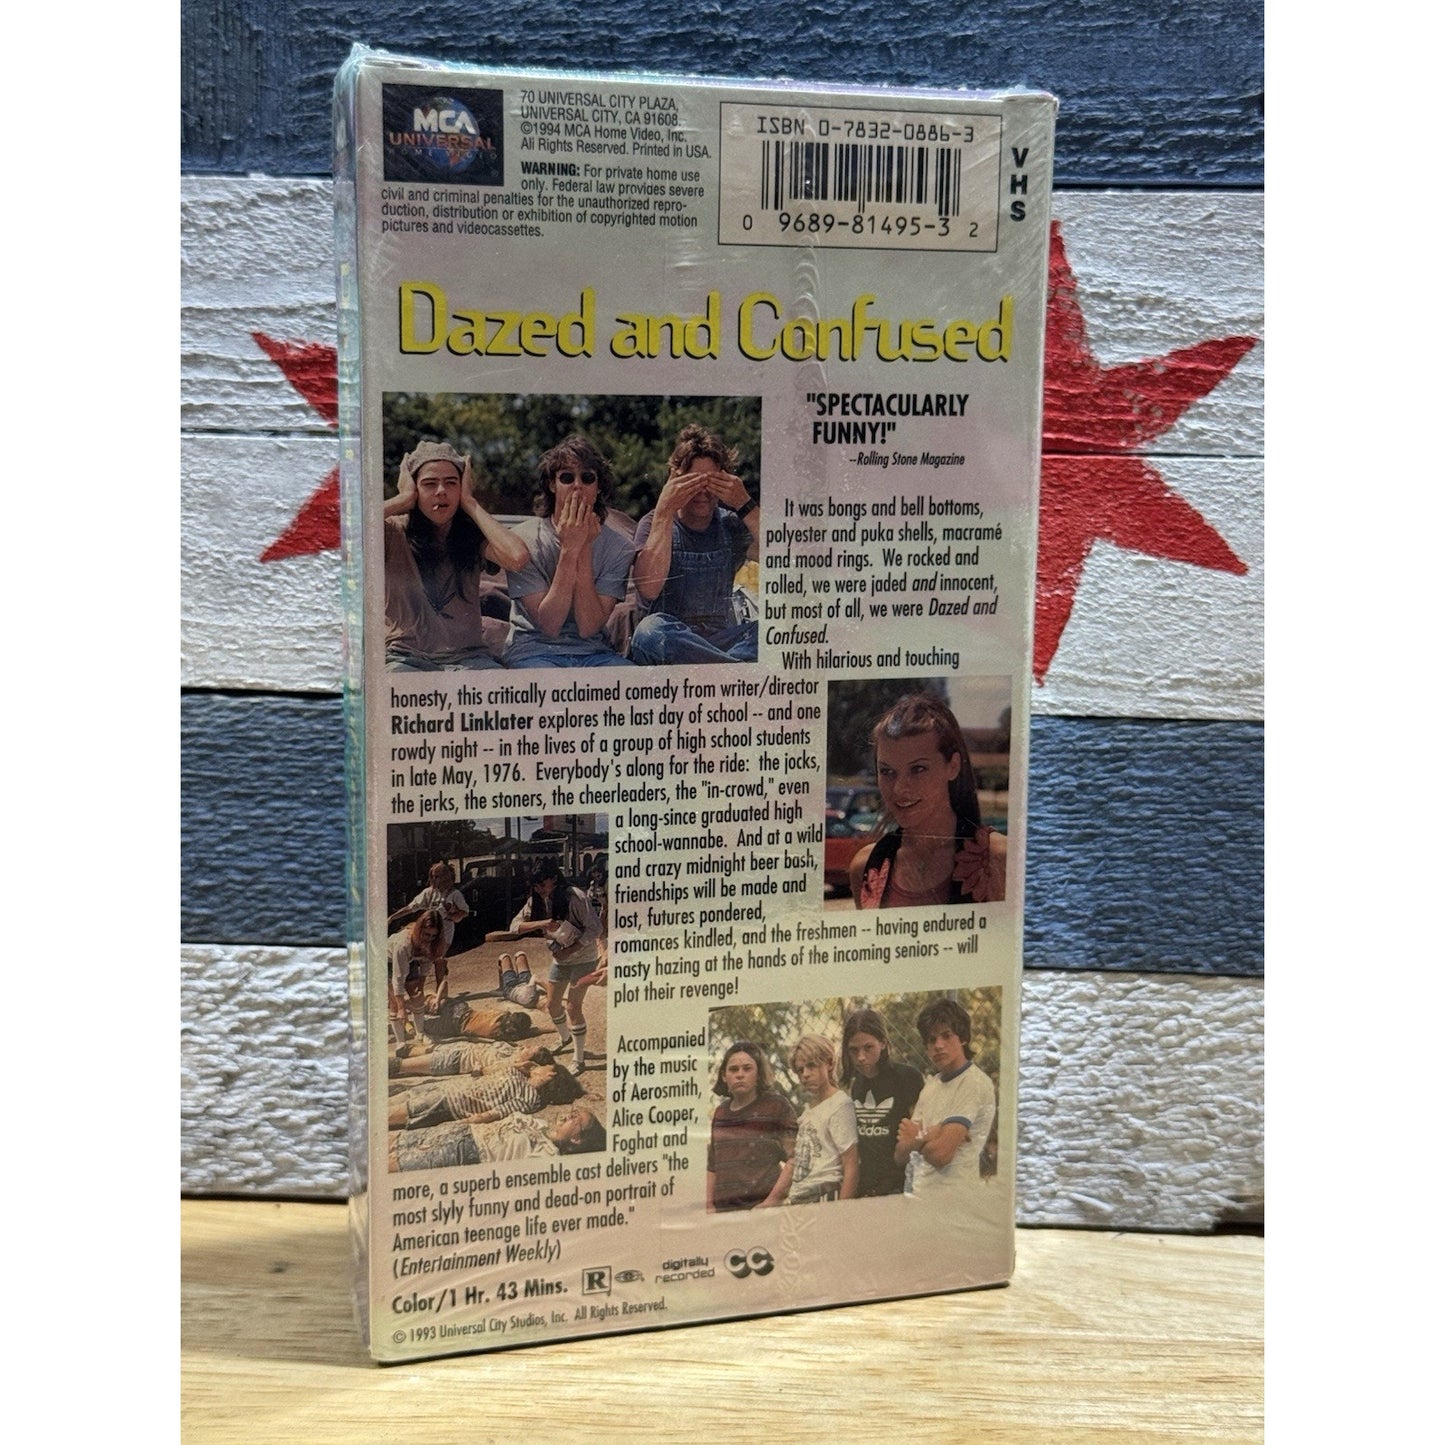 MCA
UNIVERSAL
HOME VIDEO
70 UNIVERSAL CITY PLAZA,
UNIVERSAL CITY, CA 91608.
©1994 MCA Home Video, Inc.
All Rights Reserved. Printed in USA.
WARNING: For private home use
only. Federal law provides severe
civil and criminal penalties for the unauthorized repro-
duction, distribution or exhibition of copyrighted motion
pictures and videocassettes.
ISBN 0-7832-0886-3
0 9689-81495-3 2
VHS
Dazed and Confused
"SPECTACULARLY
FUNNY!"
--Rolling Stone Magazine
It was bongs and bell bottoms,
polyester and puka shells, macramé
and mood rings. We rocked and
rolled, we were jaded and innocent,
but most of all, we were Dazed and
Confused.
With hilarious and touching
honesty, this critically acclaimed comedy from writer/director
Richard Linklater explores the last day of school -- and one
rowdy night -- in the lives of a group of high school students
in late May, 1976. Everybody's along for the ride: the jocks,
the jerks, the stoners, the cheerleaders, the "in-crowd," even
a long-since graduated high
school-wannabe. And at a wild
and crazy midnight beer bash,
friendships will be made and
lost, futures pondered,
romances kindled, and the freshmen -- having endured a
nasty hazing at the hands of the incoming seniors -- will
plot their revenge!
Accompanied
by the music
of Aerosmith,
Alice Cooper,
Foghat and
more, a superb ensemble cast delivers "the
most slyly funny and dead-on portrait of
American teenage life ever made."
(Entertainment Weekly)
adidas
Color/1 Hr. 43 Mins. R digitally recorded CC
© 1993 Universal City Studios, Inc. All Rights Reserved.